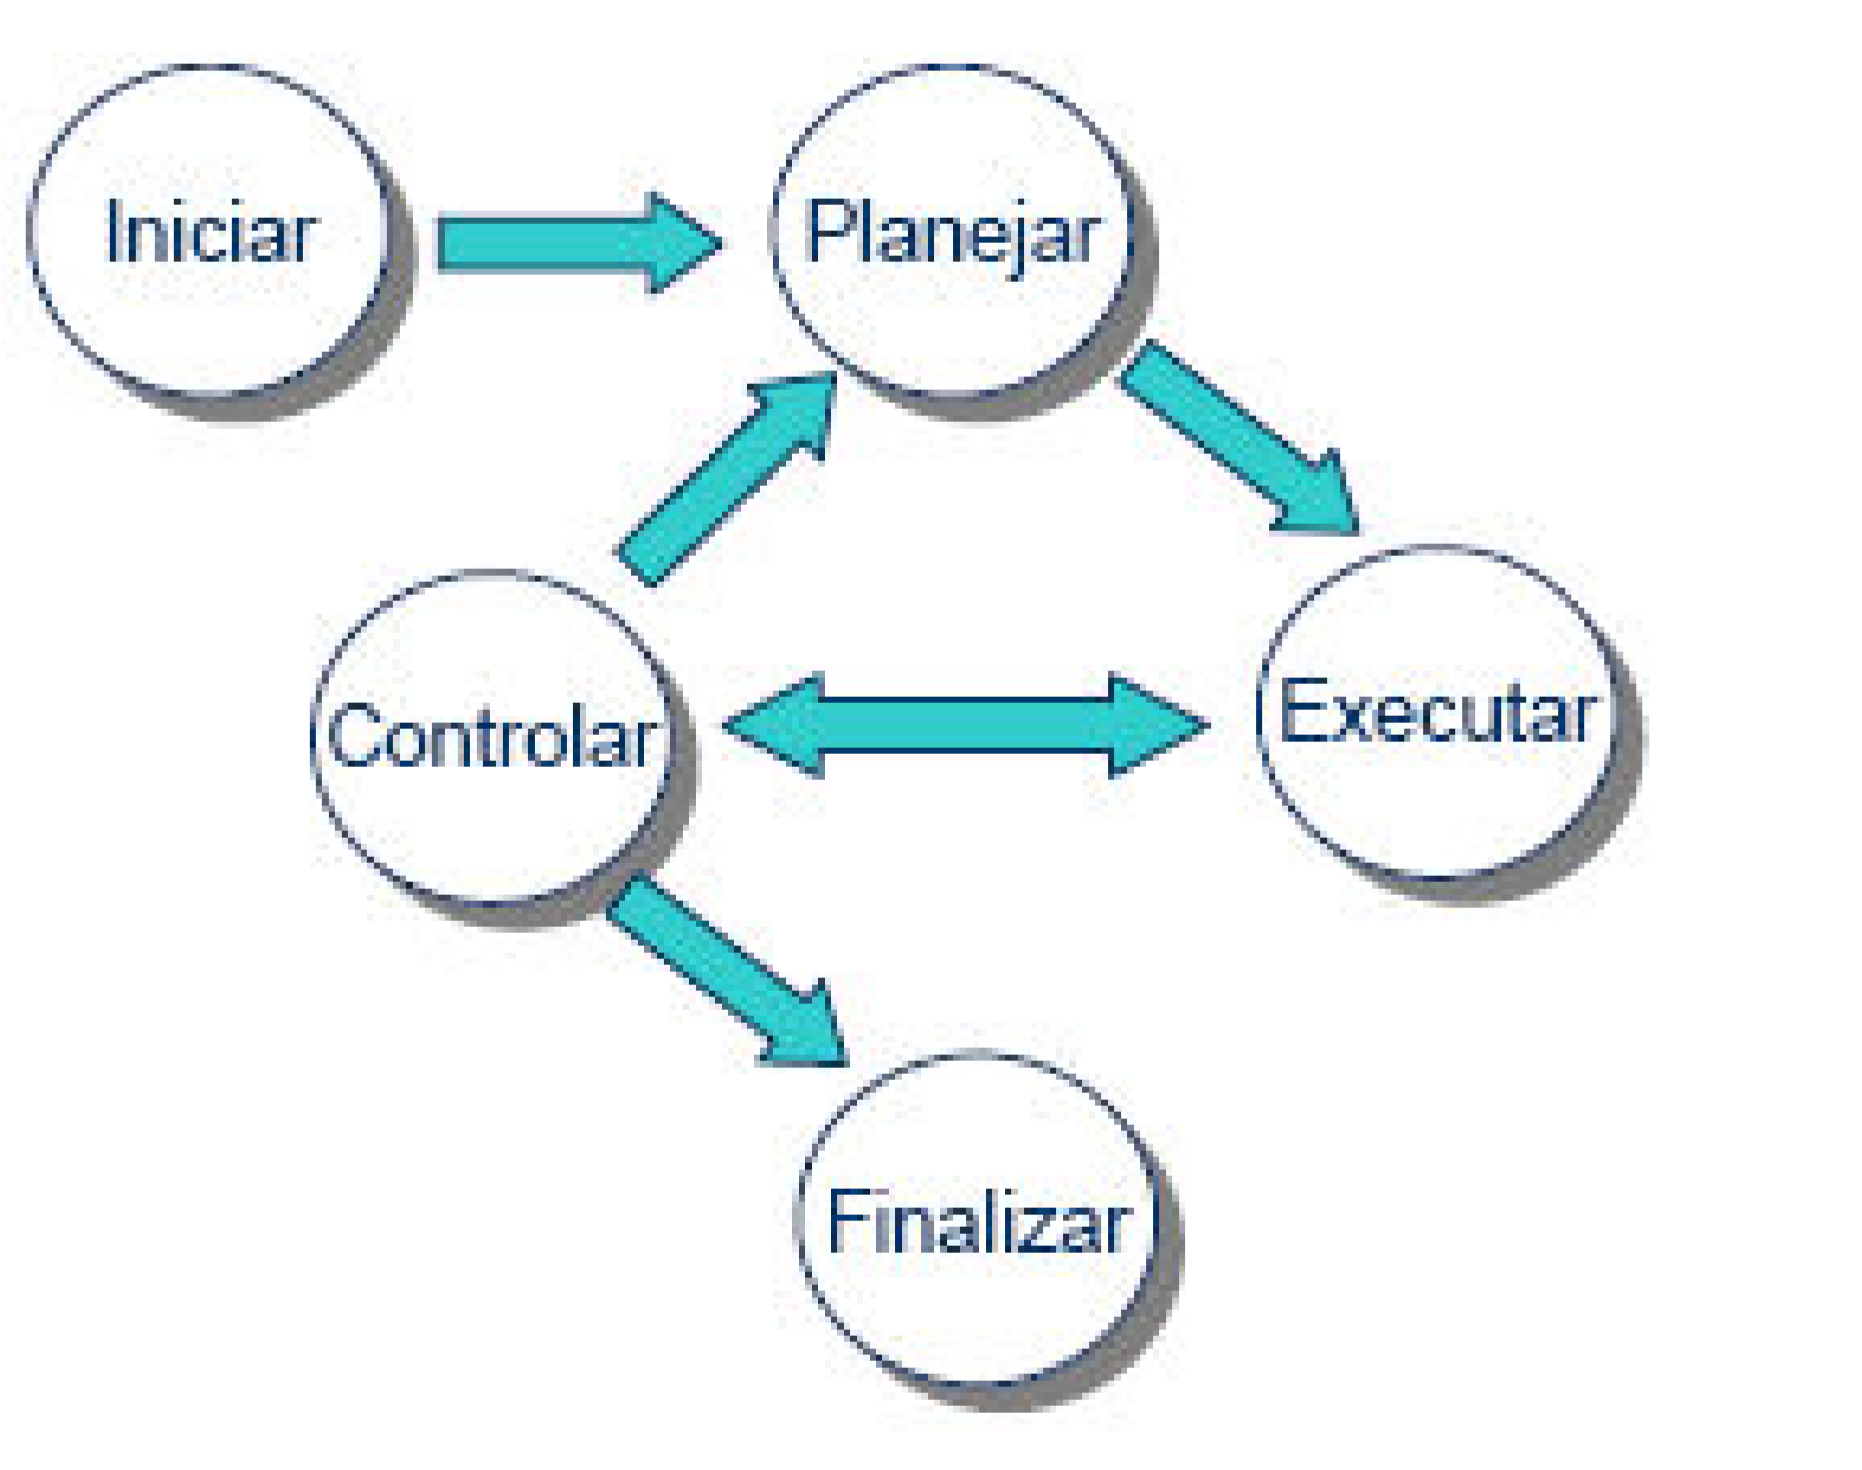 Iniciar
Planejar
Controlar
Executar
Finalizar